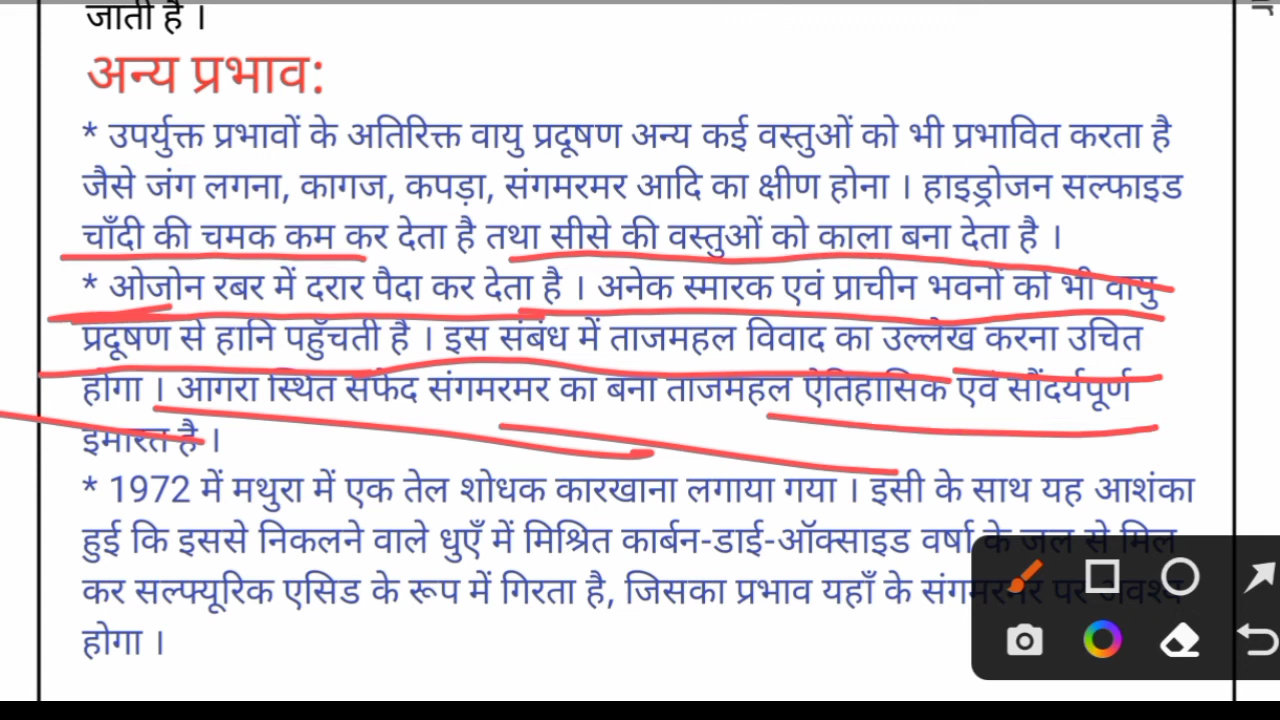 जाती है ।
अन्य प्रभाव:
* उपर्युक्त प्रभावों के अतिरिक्त वायु प्रदूषण अन्य कई वस्तुओं को भी प्रभावित करता है
जैसे जंग लगना, कागज, कपड़ा, संगमरमर आदि का क्षीण होना । हाइड्रोजन सल्फाइड
चाँदी की चमक कम कर देता है तथा सीसे की वस्तुओं को काला बना देता है ।
* ओजोन रबर में दरार पैदा कर देता है । अनेक स्मारक एवं प्राचीन भवनों को भी वायु
प्रदूषण से हानि पहुँचती है । इस संबंध में ताजमहल विवाद का उल्लेख करना उचित
होगा । आगरा स्थित सफेद संगमरमर का बना ताजमहल ऐतिहासिक एवं सौंदर्यपूर्ण
इमारत है ।
* 1972 में मथुरा में एक तेल शोधक कारखाना लगाया गया । इसी के साथ यह आशंका
हुई कि इससे निकलने वाले धुएँ में मिश्रित कार्बन-डाई-ऑक्साइड वर्षा के जल से मिल
कर सल्फ्यूरिक एसिड के रूप में गिरता है, जिसका प्रभाव यहाँ के संगमरमर पर अवश्य
होगा ।